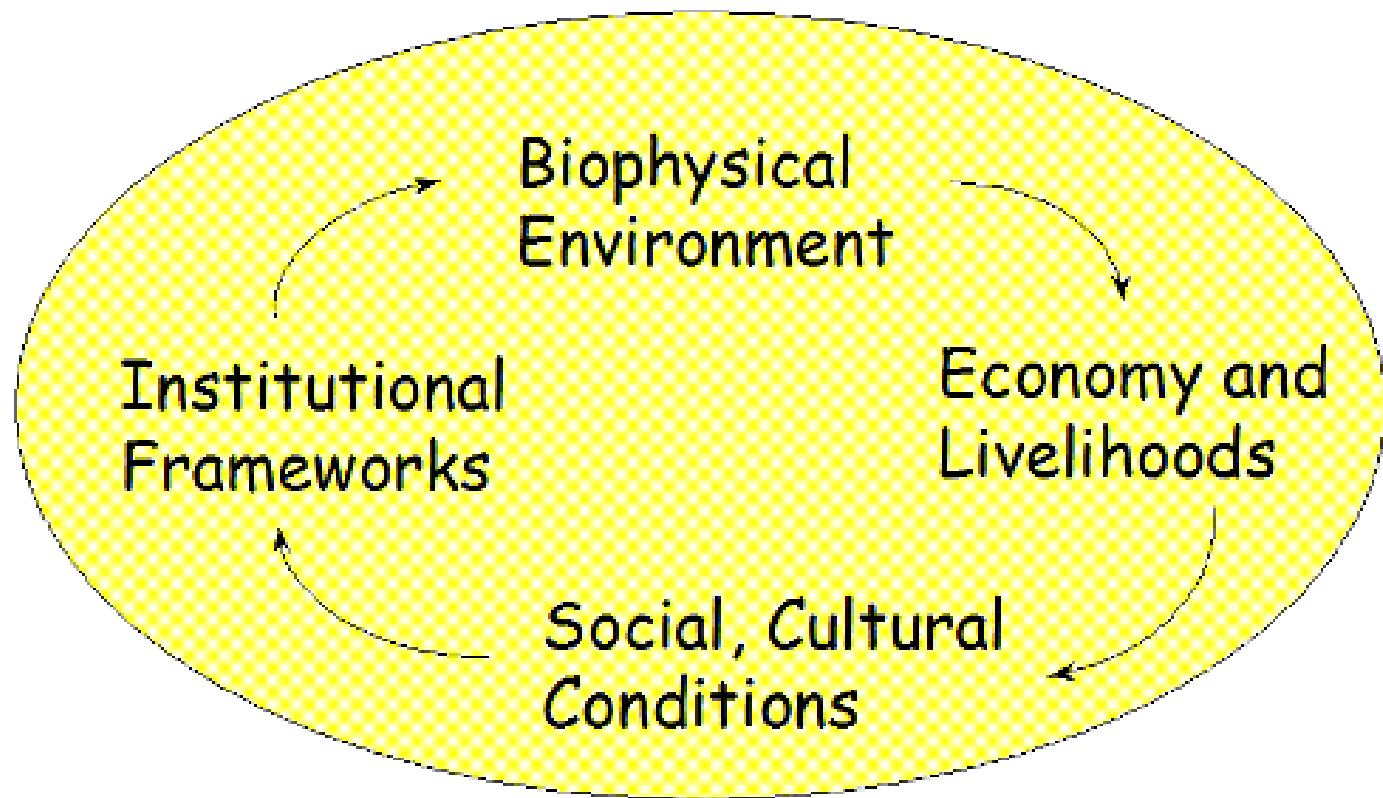 Biophysical
Environment
Institutional
Frameworks
Economy and
Livelihoods
Social, Cultural
Conditions